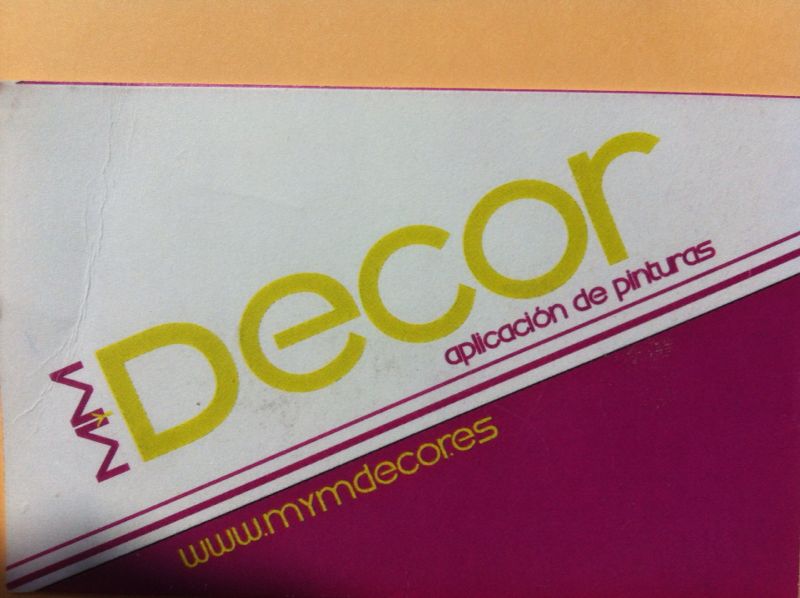 MYM
Decor
aplicación de pinturas
www.mymdecor.es